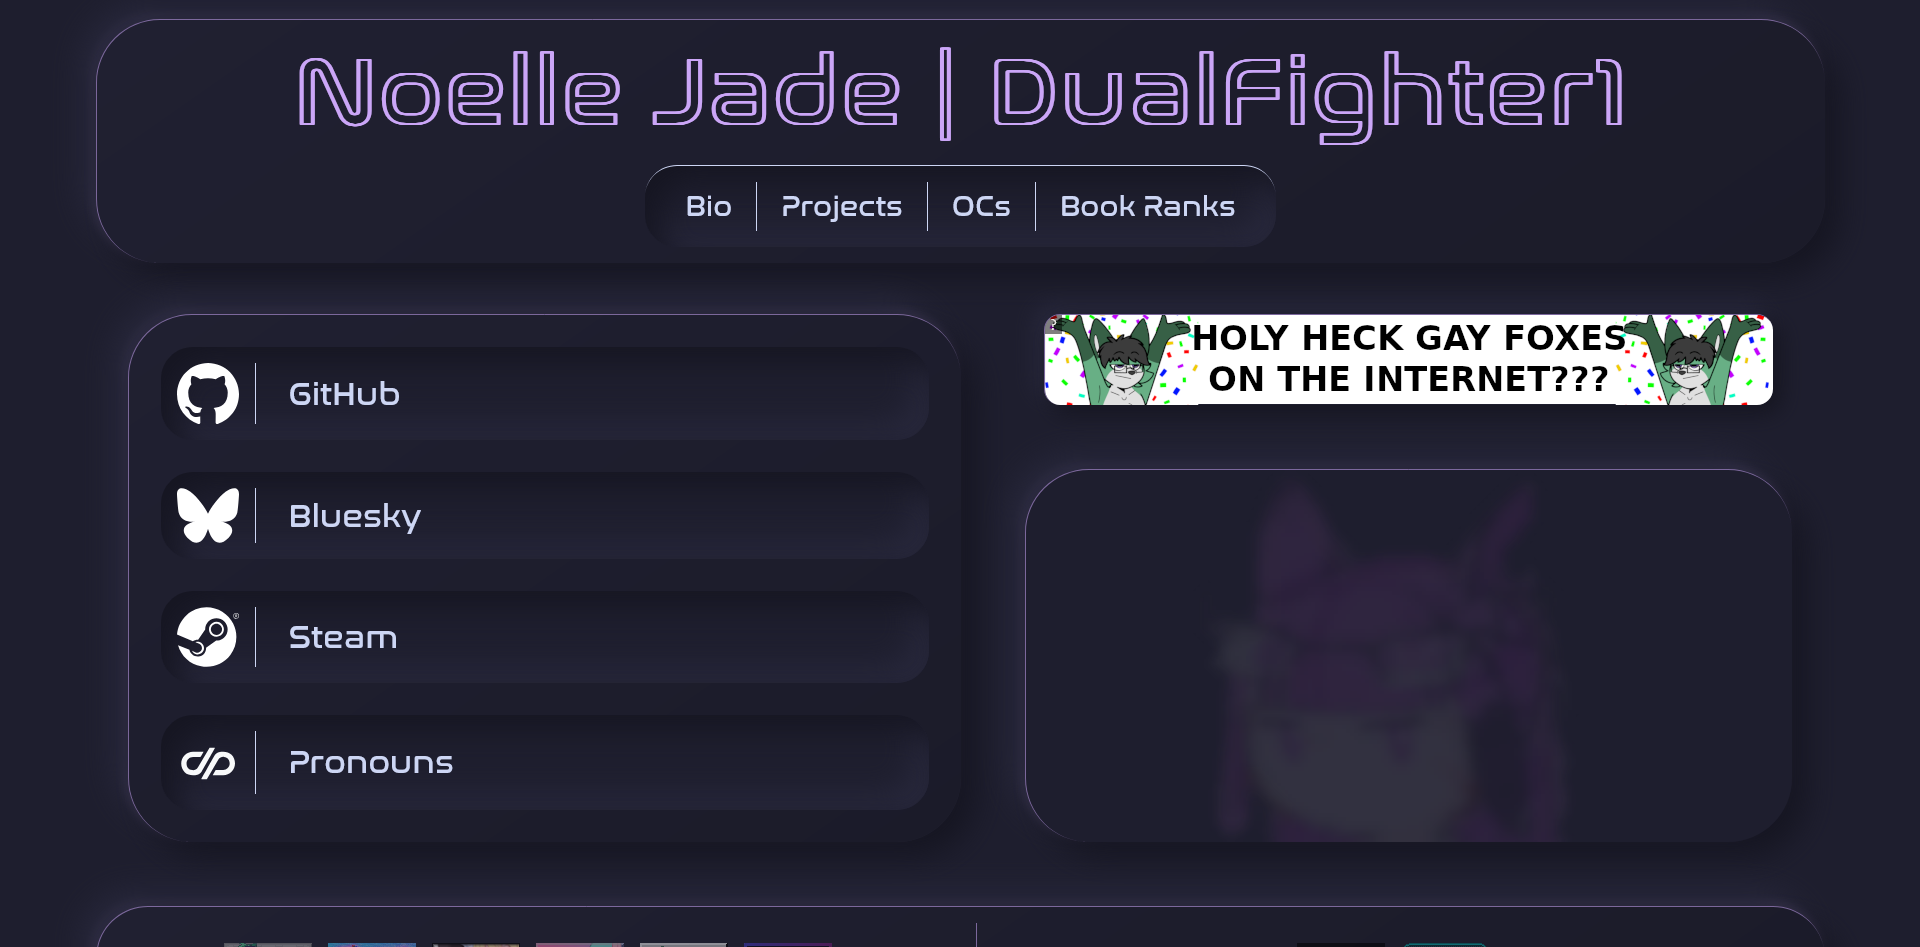 Noelle Jade | DualFighter1
Bio
Projects
OCs
Book Ranks
GitHub
Bluesky
Steam
Pronouns
?
HOLY HECK GAY FOXES
ON THE INTERNET???